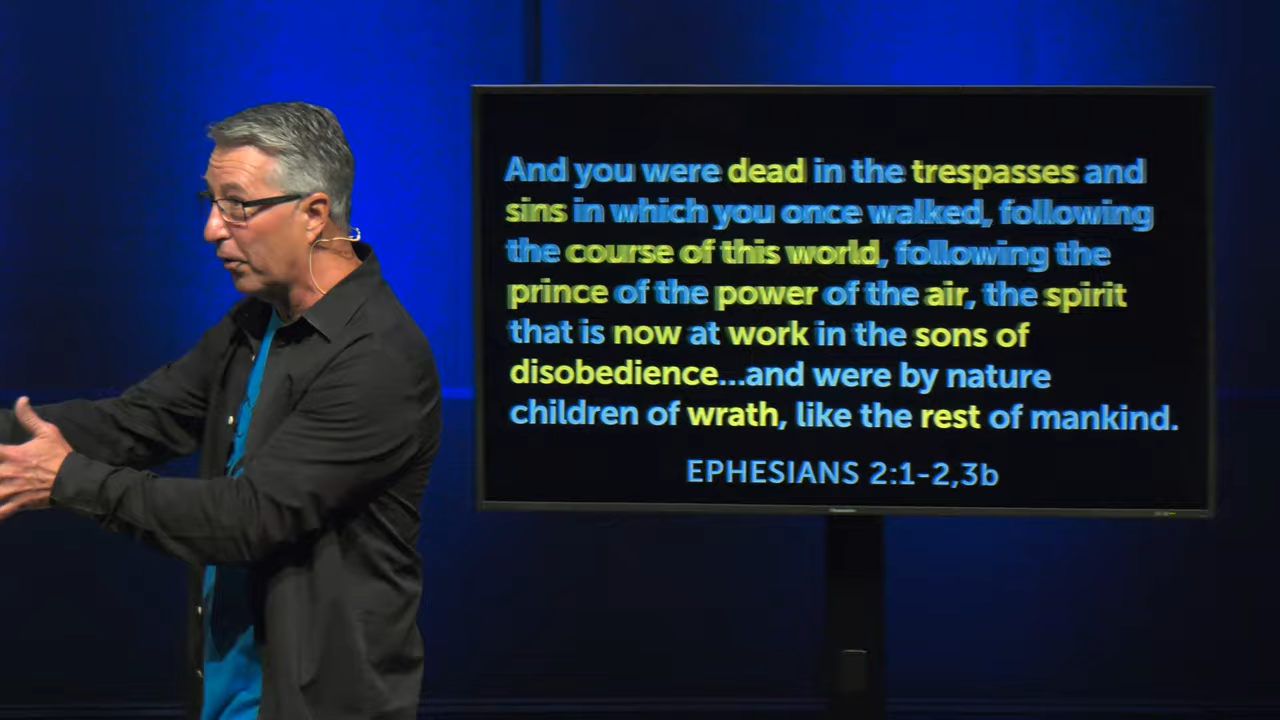 And you were dead in the trespasses and
sins in which you once walked, following
the course of this world, following the
prince of the power of the air, the spirit
that is now at work in the sons of
disobedience...and were by nature
children of wrath, like the rest of mankind.
EPHESIANS 2:1-2,3b